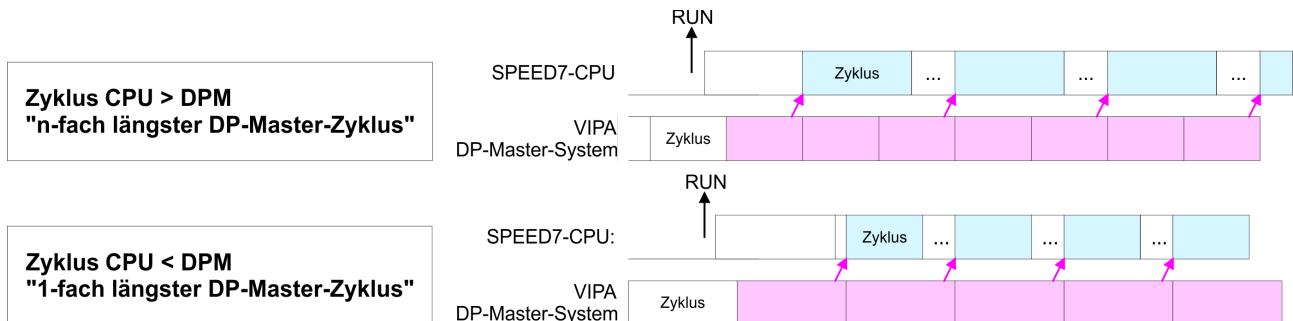 RUN
SPEED7-CPU
Zyklus ... ... ...
Zyklus CPU > DPM
"n-fach längster DP-Master-Zyklus"
VIPA
DP-Master-System
Zyklus
RUN
SPEED7-CPU:
Zyklus ... ... ...
Zyklus CPU < DPM
"1-fach längster DP-Master-Zyklus"
VIPA
DP-Master-System
Zyklus